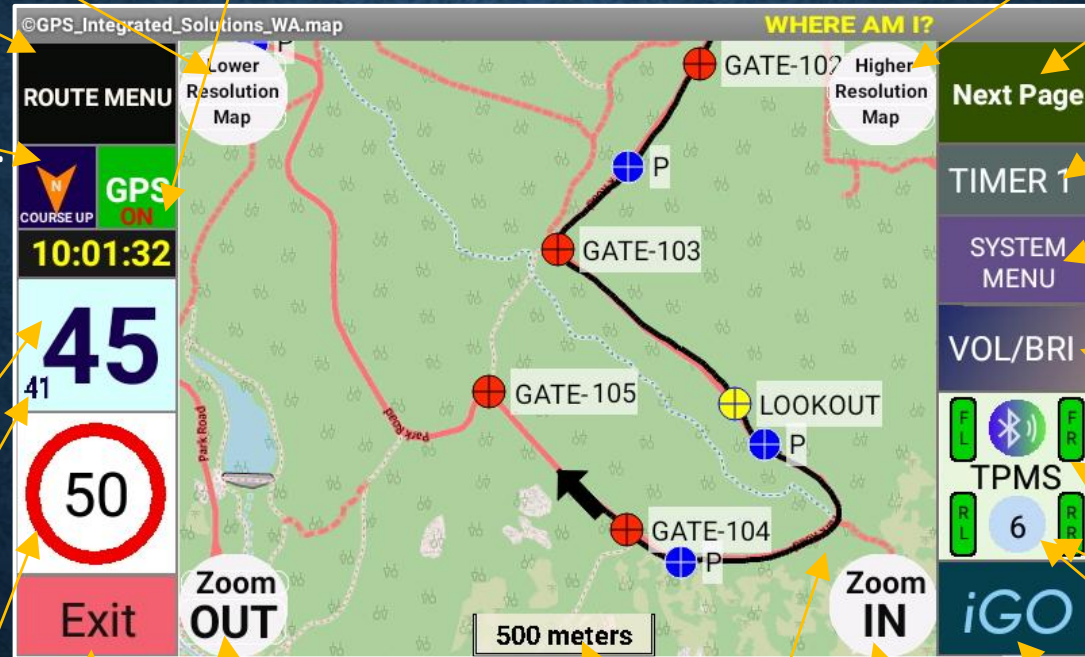 ©GPS_Integrated_Solutions_WA.map
WHERE AM I?
ROUTE MENU
Lower
Resolution
Map
P
GATE-102
Higher
Resolution
Map
Next Page
N
COURSE UP
GPS
ON
P
TIMER 1
10:01:32
GATE-103
SYSTEM
MENU
45
41
VOL/BRI
GATE-105
LOOKOUT
Park Road
Park Road
P
FL
FR
TPMS
50
RL
6
RR
GATE-104
P
Exit
Zoom
OUT
500 meters
Zoom
IN
iGO